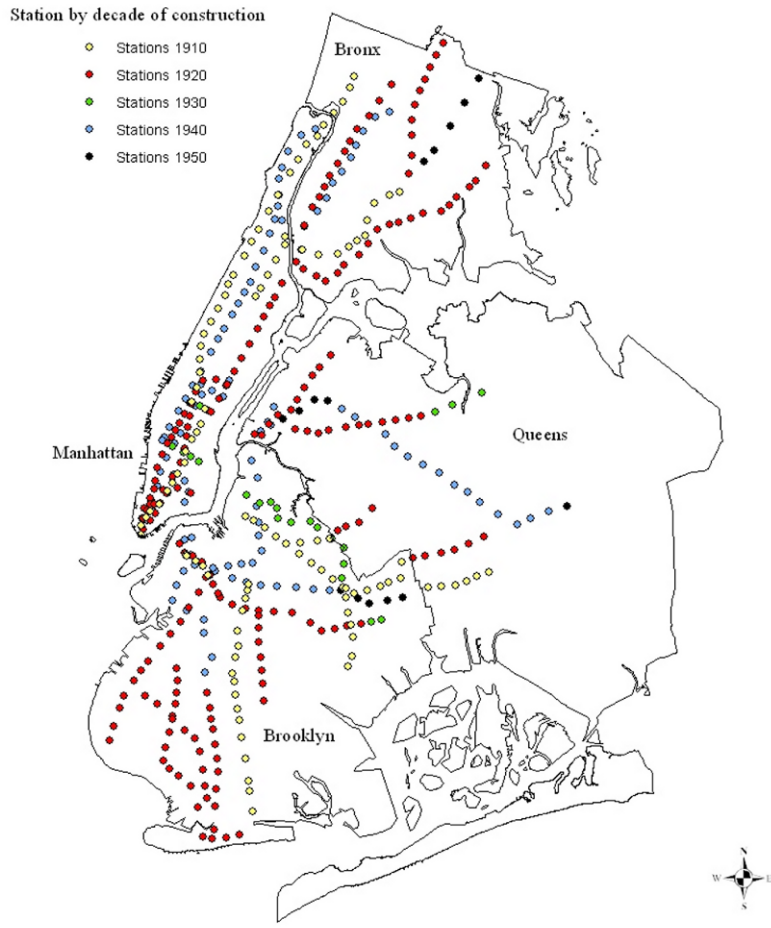 Station by decade of construction
Stations 1910
Stations 1920
Stations 1930
Stations 1940
Stations 1950
Bronx
Manhattan
Queens
Brooklyn
N
W E
S